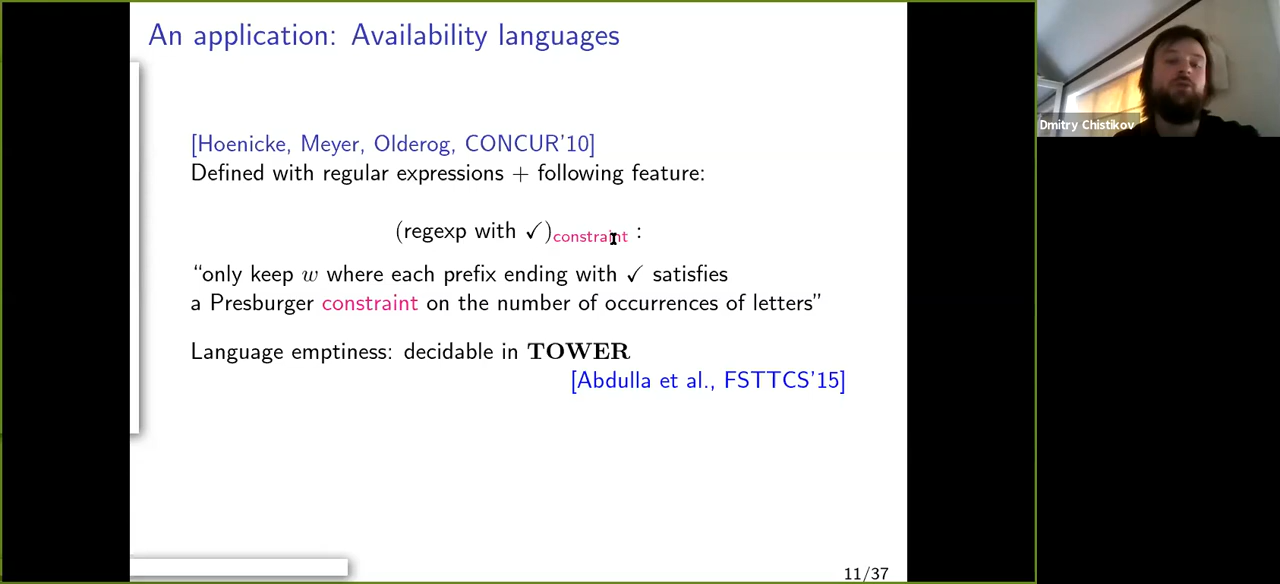 An application: Availability languages
[Hoenicke, Meyer, Olderog, CONCUR'10]
Defined with regular expressions + following feature:
(regexp with ✓)constraint :
“only keep w where each prefix ending with ✓ satisfies
a Presburger constraint on the number of occurrences of letters”
Language emptiness: decidable in TOWER
[Abdulla et al., FSTTCS'15]
11/37
Dmitry Chistikov